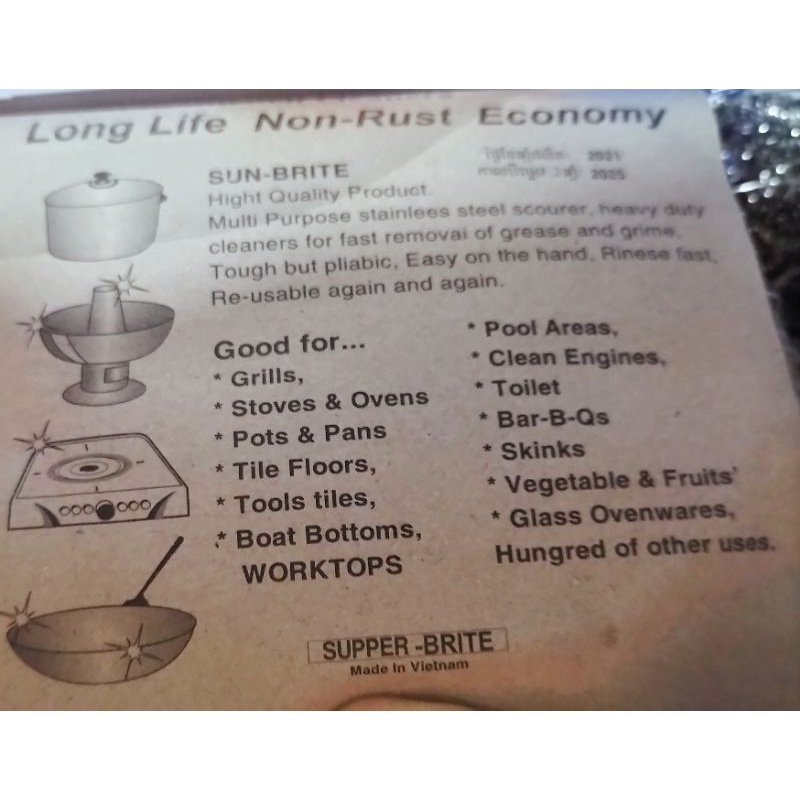 Long Life Non-Rust Economy
2021
2025
SUN-BRITE
Hight Quality Product.
Multi Purpose stainlees steel scourer, heavy duty
cleaners for fast removai of grease and grime,
Tough but pliabic, Easy on the hand, Rinese fast,
Re-usable again and again.
Good for...
* Grills,
* Stoves & Ovens
* Pots & Pans
* Tile Floors,
* Tools tiles,
* Boat Bottoms,
WORKTOPS
* Pool Areas,
* Clean Engines,
* Toilet
* Bar-B-Qs
* Skinks
* Vegetable & Fruits'
* Glass Ovenwares,
Hungred of other uses.
SUPPER -BRITE
Made In Vietnam